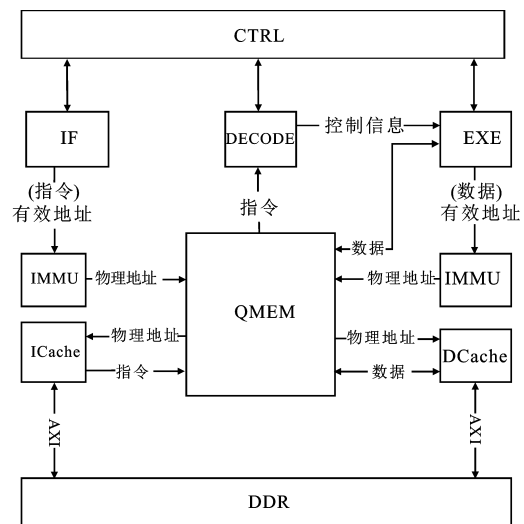 CTRL
IF
DECODE
控制信息
EXE
(指令)
有效地址
指令
(数据)
有效地址
数据
IMMU
物理地址
QMEM
物理地址
IMMU
ICache
物理地址
指令
物理地址
数据
DCache
AXI
AXI
DDR